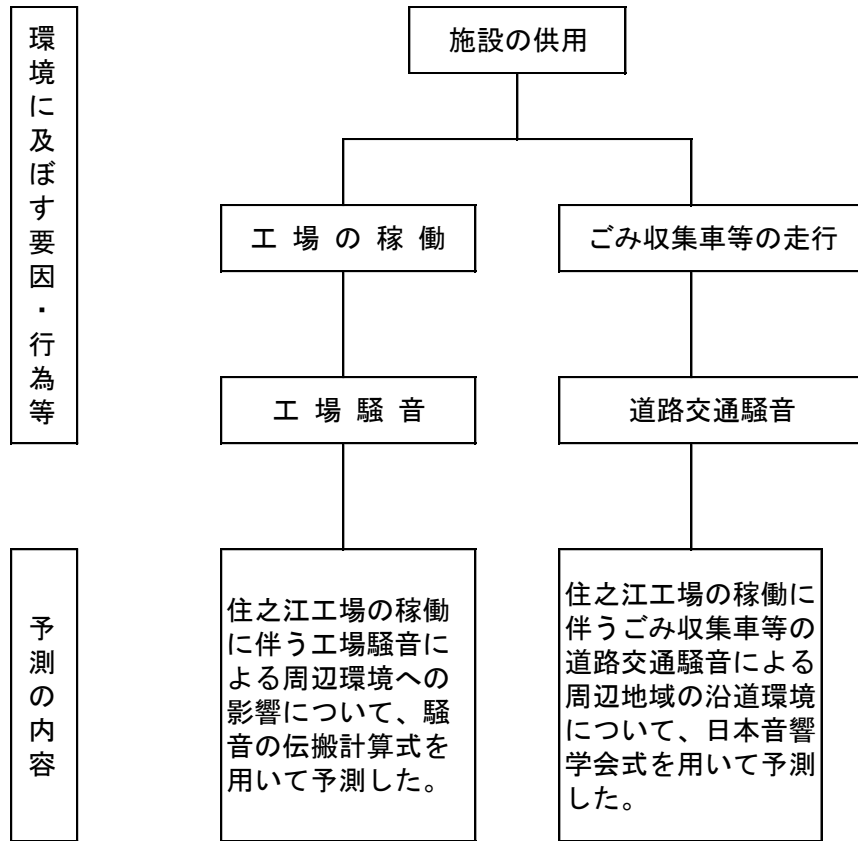 環境に及ぼす要因・行為等
施設の供用
工場の稼働
ごみ収集車等の走行
工場騒音
道路交通騒音
予測の内容
住之江工場の稼働
に伴う工場騒音に
よる周辺環境への
影響について、騒
音の伝搬計算式を
用いて予測した。
住之江工場の稼働に
伴うごみ収集車等の
道路交通騒音による
周辺地域の沿道環境
について、日本音響
学会式を用いて予測
した。